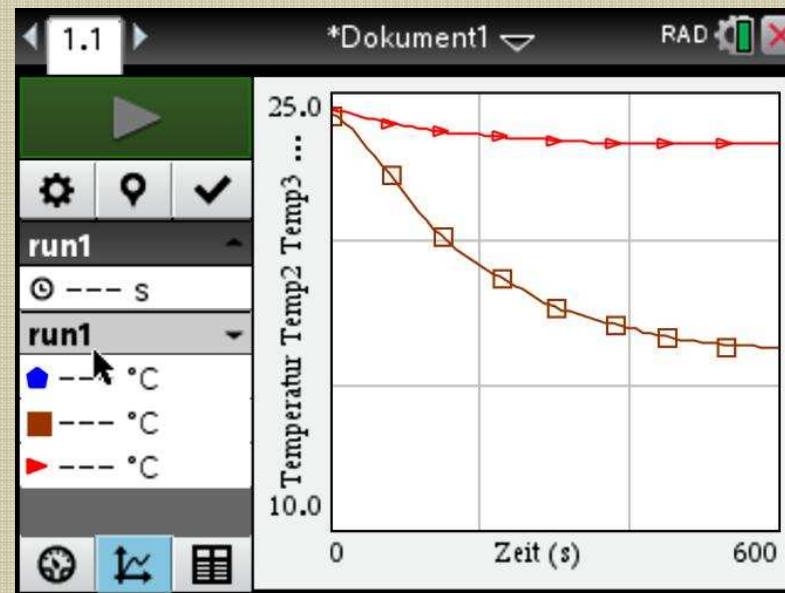 1.1
*Dokument1
RAD
run1
--- s
run1
--- °C
--- °C
--- °C
25.0
Temperatur Temp2 Temp3 ...
10.0
0
Zeit (s)
600